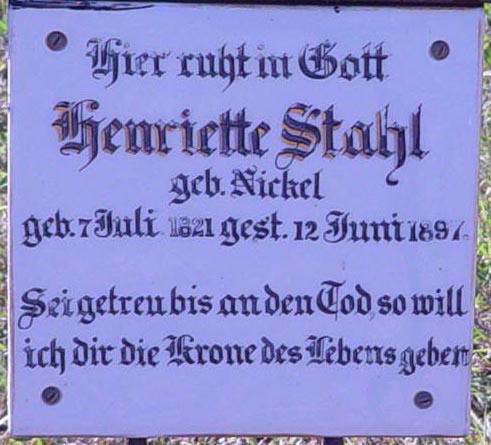 Hier ruht in Gott
Henriette Stahl
geb. Nickel
geb. 7 Juli 1821 gest. 12 Juni 1897.
Sei getreu bis an den Tod, so will
ich dir die Krone des Lebens geben